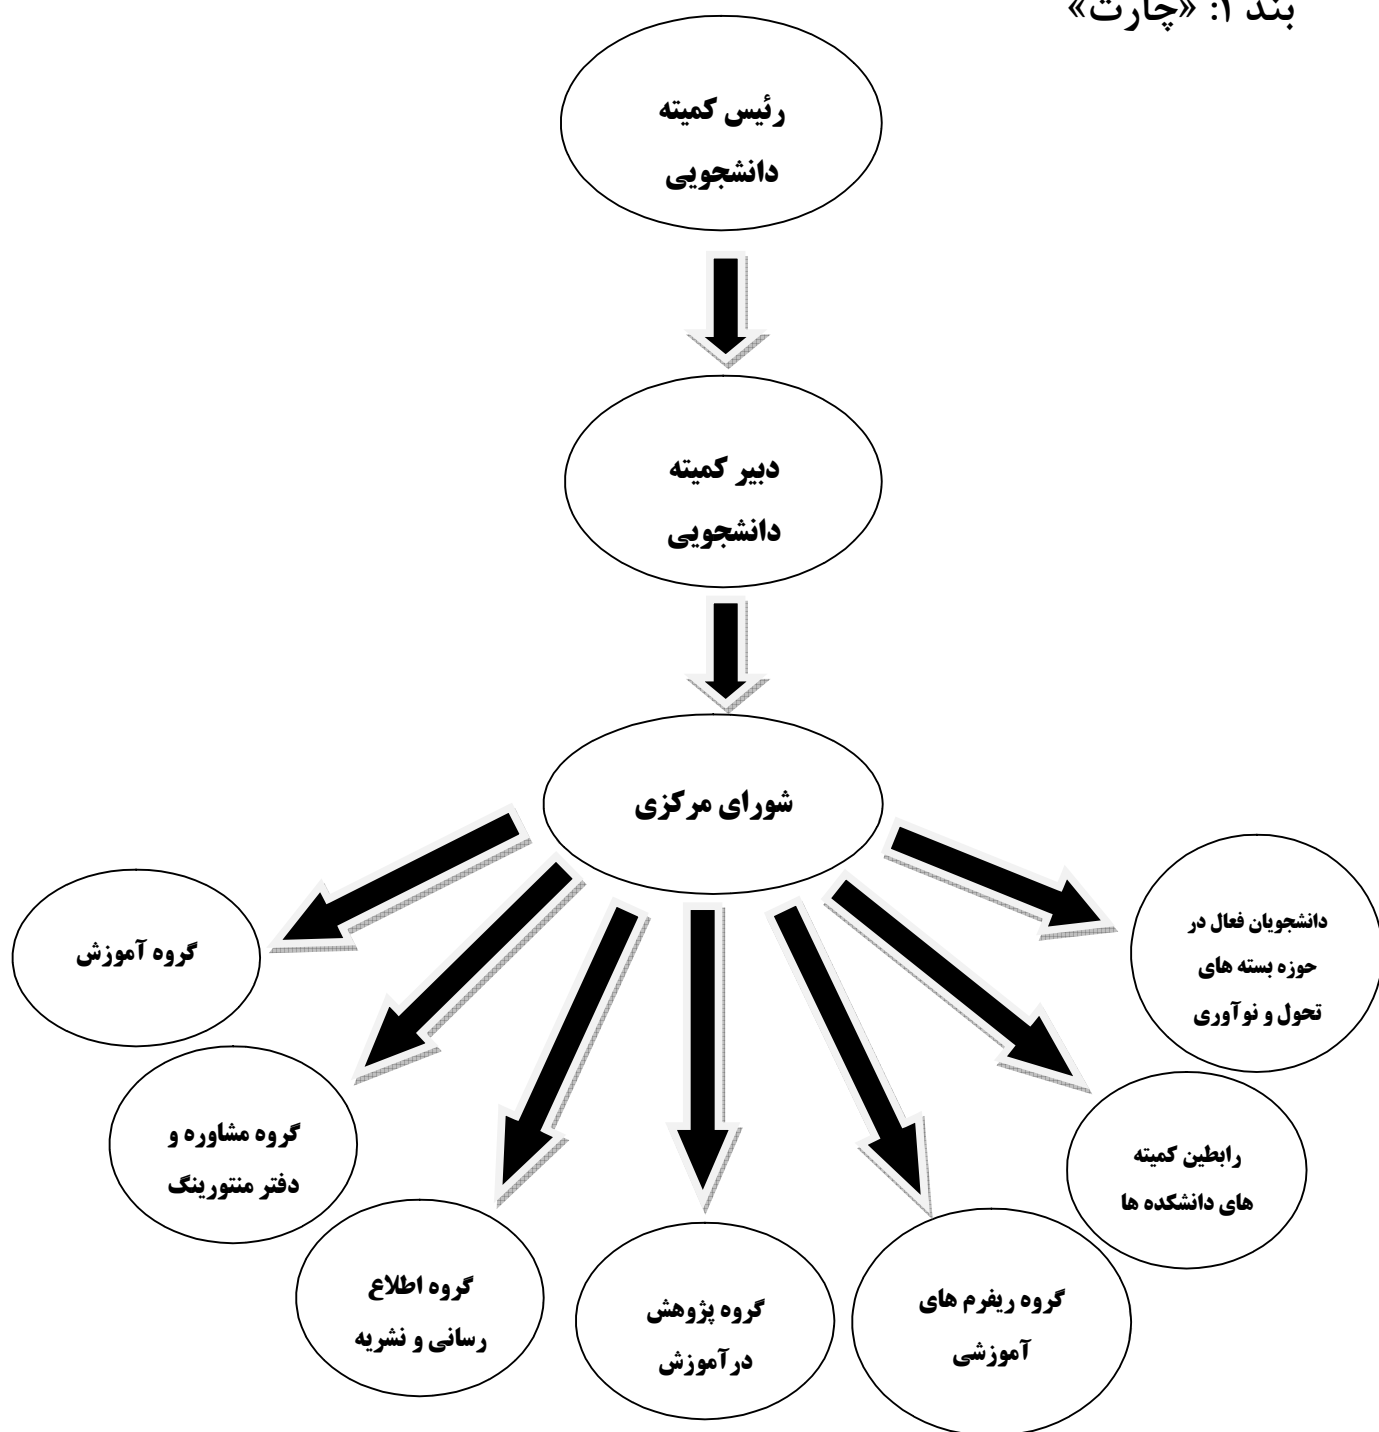 بند ۱: «چارت»
رئیس کمیته
دانشجویی
دبیر کمیته
دانشجویی
شورای مرکزی
دانشجویان فعال در
حوزه بسته های
تحول و نوآوری
رابطین کمیته
های دانشکده ها
گروه ریفرم های
آموزشی
گروه پژوهش
درآموزش
گروه اطلاع
رسانی و نشریه
گروه مشاوره و
دفتر منتورینگ
گروه آموزش